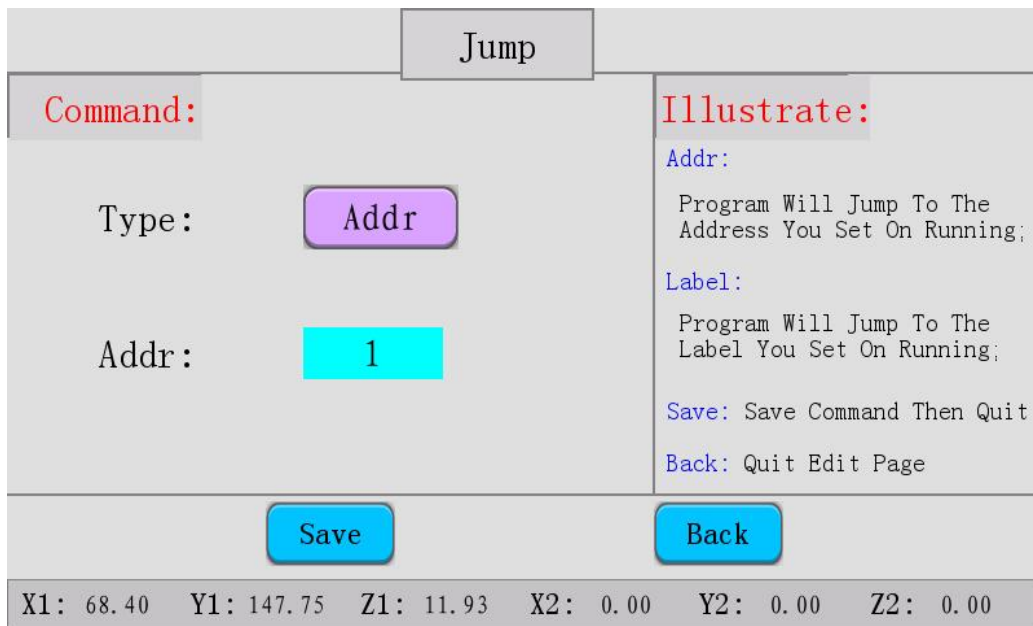 Jump
Command:
Type: Addr
Addr: 1
Illustrate:
Addr:
Program Will Jump To The
Address You Set On Running;
Label:
Program Will Jump To The
Label You Set On Running;
Save: Save Command Then Quit
Back: Quit Edit Page
Save Back
X1: 68.40 Y1: 147.75 Z1: 11.93 X2: 0.00 Y2: 0.00 Z2: 0.00